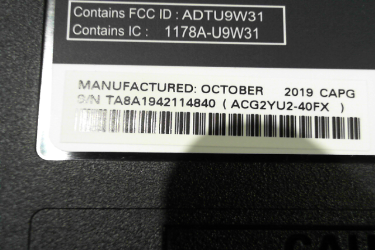 Contains FCC ID : ADTU9W31
Contains IC : 1178A-U9W31
MANUFACTURED: OCTOBER 2019 CAPG
S/N TA8A1942114840 ( ACG2YU2-40FX )